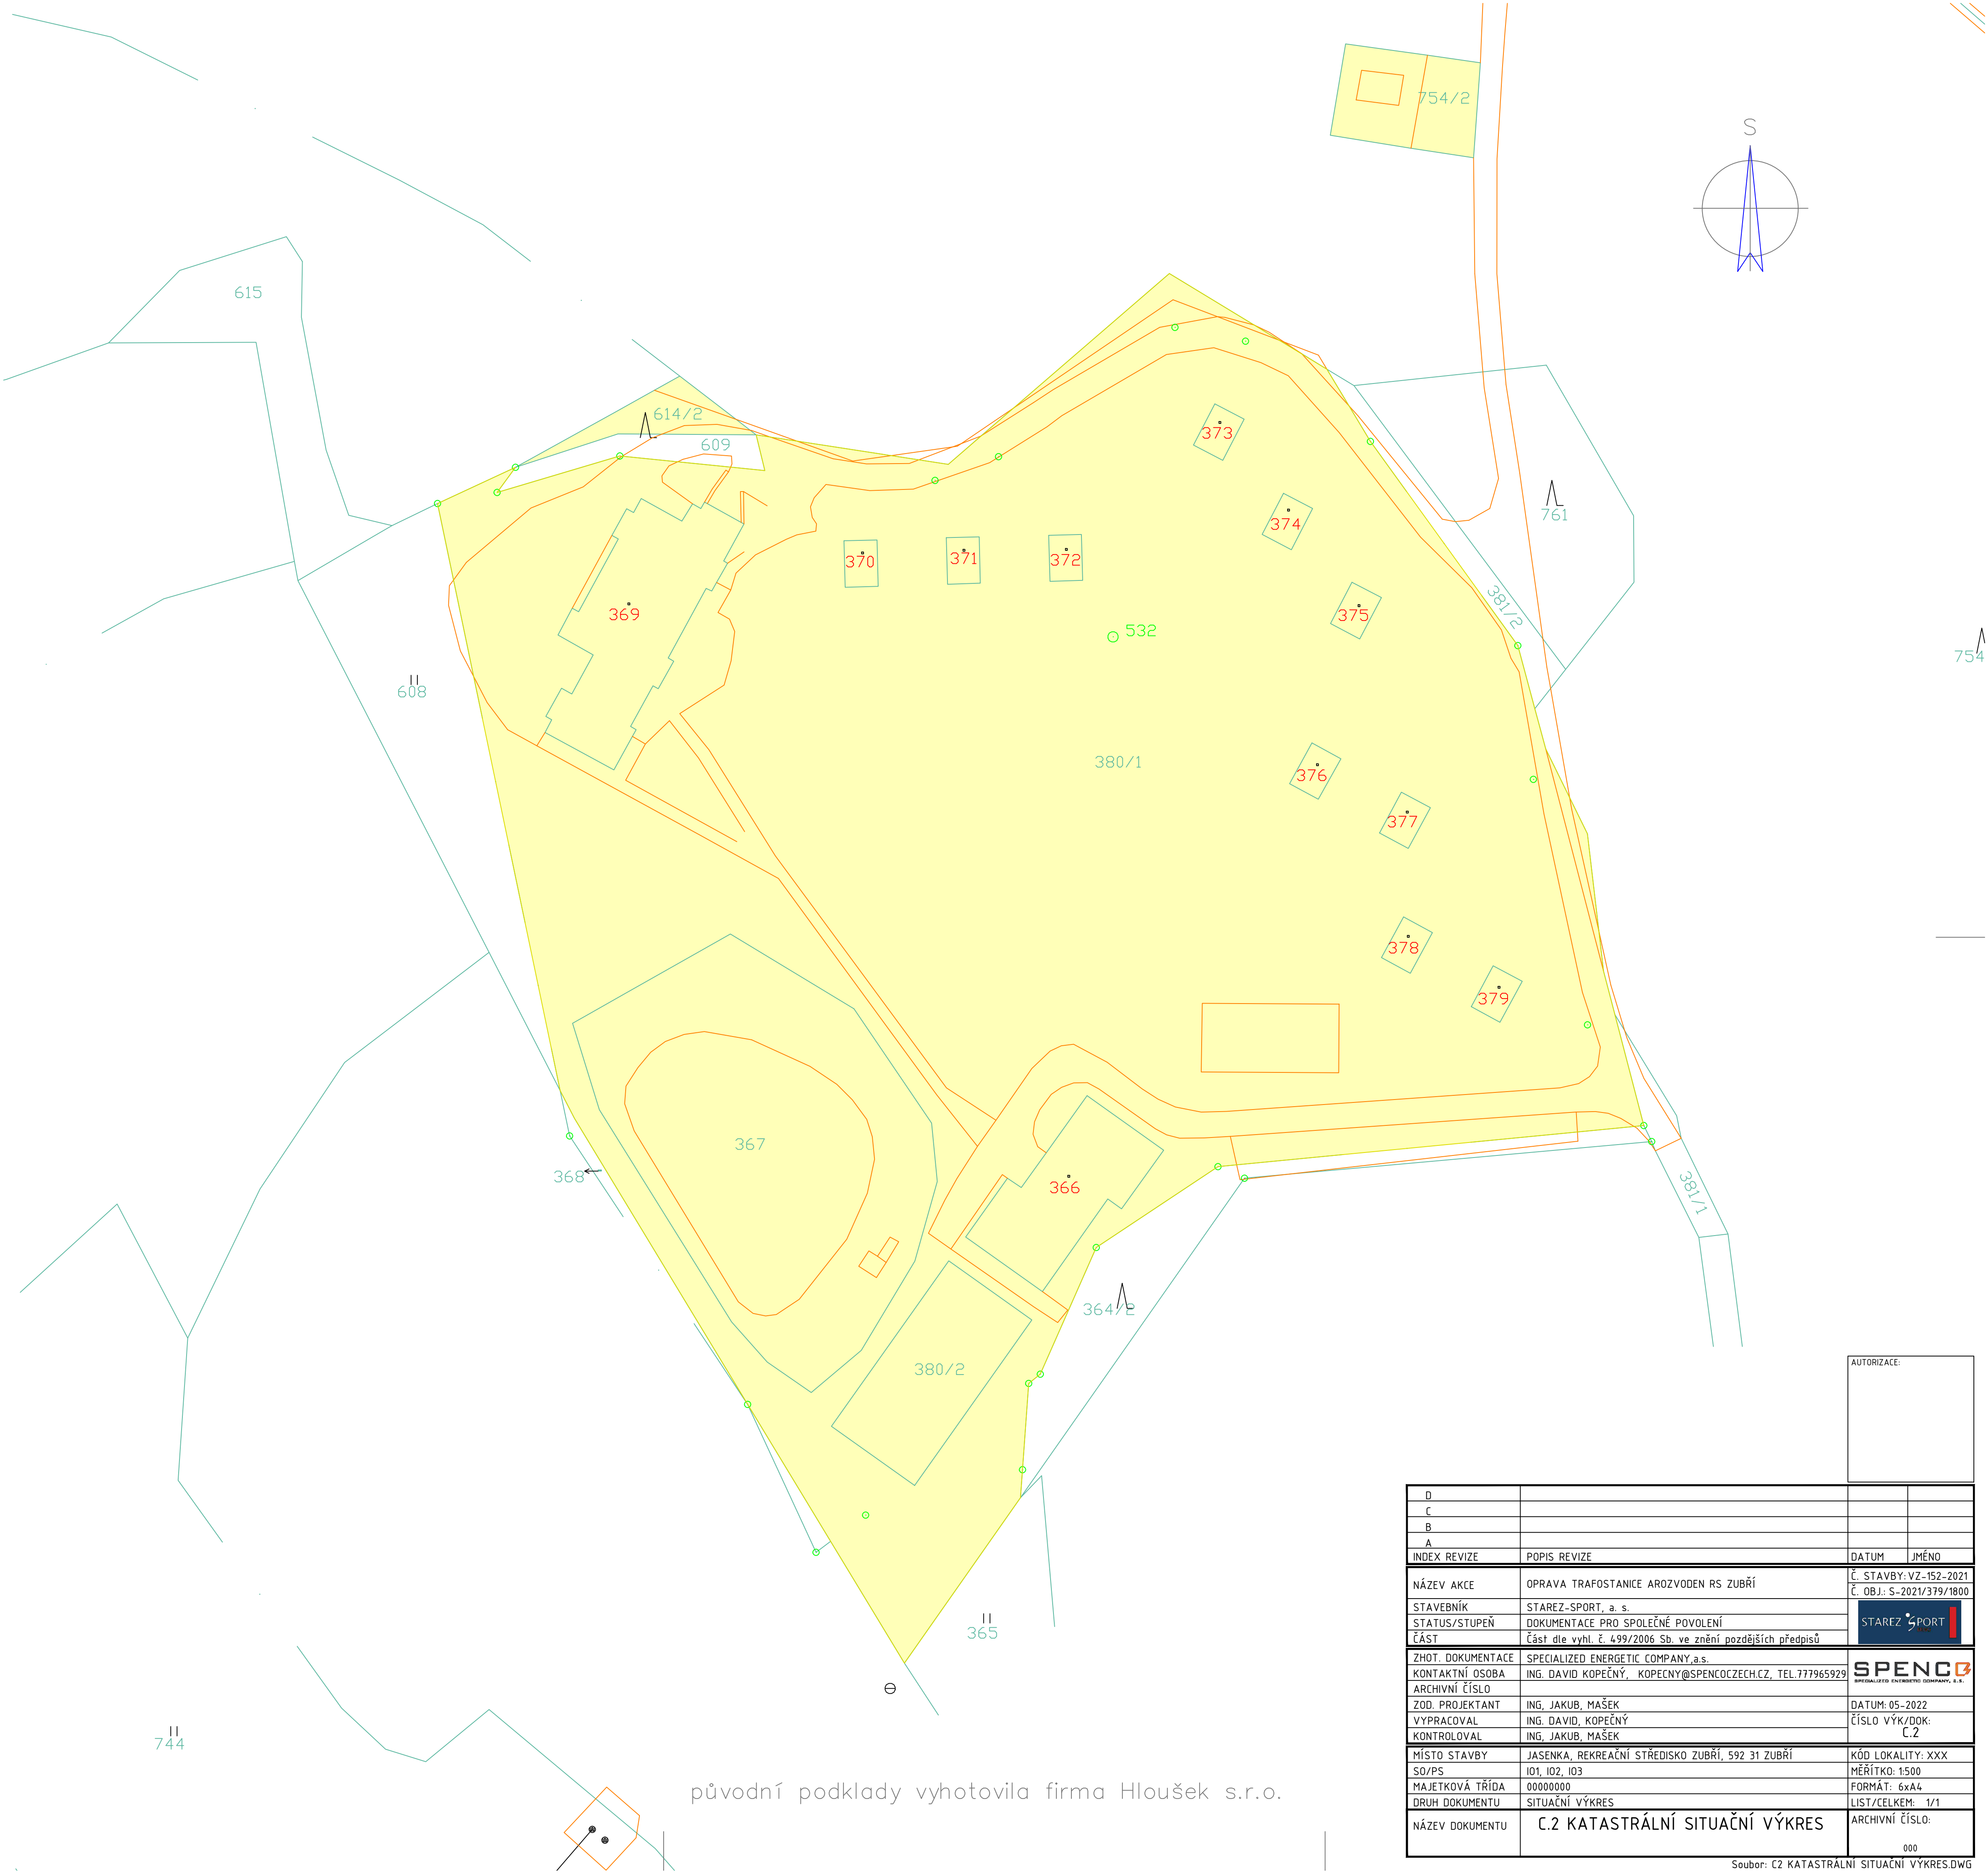 754/2
S
615
614/2
609
373
374
761
370
371
372
381/2
375
369
532
754
608
380/1
376
377
378
379
367
368
366
381/1
364/2
380/2
365
744
původní podklady vyhotovila firma Hloušek s.r.o.
AUTORIZACE:
D
C
B
A
INDEX REVIZE POPIS REVIZE DATUM JMÉNO
NÁZEV AKCE OPRAVA TRAFOSTANICE AROZVODEN RS ZUBŘÍ Č. STAVBY: VZ-152-2021
Č. OBJ.: S-2021/379/1800
STAVEBNÍK STAREZ-SPORT, a. s.
STATUS/STUPEŇ DOKUMENTACE PRO SPOLEČNÉ POVOLENÍ
STAREZ SPORT
ČÁST Část dle vyhl. č. 499/2006 Sb. ve znění pozdějších předpisů
ZHOT. DOKUMENTACE SPECIALIZED ENERGETIC COMPANY,a.s.
KONTAKTNÍ OSOBA ING. DAVID KOPEČNÝ, KOPECNY@SPENCOCZECH.CZ, TEL.777965929
SPENCO
SPECIALIZED ENERGETIC COMPANY, a.s.
ARCHIVNÍ ČÍSLO
ZOD. PROJEKTANT ING, JAKUB, MAŠEK DATUM: 05-2022
VYPRACOVAL ING. DAVID, KOPEČNÝ ČÍSLO VÝK/DOK:
C.2
KONTROLOVAL ING, JAKUB, MAŠEK
MÍSTO STAVBY JASENKA, REKREAČNÍ STŘEDISKO ZUBŘÍ, 592 31 ZUBŘÍ KÓD LOKALITY: XXX
SO/PS IO1, IO2, IO3 MĚŘÍTKO: 1:500
MAJETKOVÁ TŘÍDA 00000000 FORMÁT: 6xA4
DRUH DOKUMENTU SITUAČNÍ VÝKRES LIST/CELKEM: 1/1
NÁZEV DOKUMENTU C.2 KATASTRÁLNÍ SITUAČNÍ VÝKRES ARCHIVNÍ ČÍSLO:
000
Soubor: C2 KATASTRÁLNÍ SITUAČNÍ VÝKRES.DWG